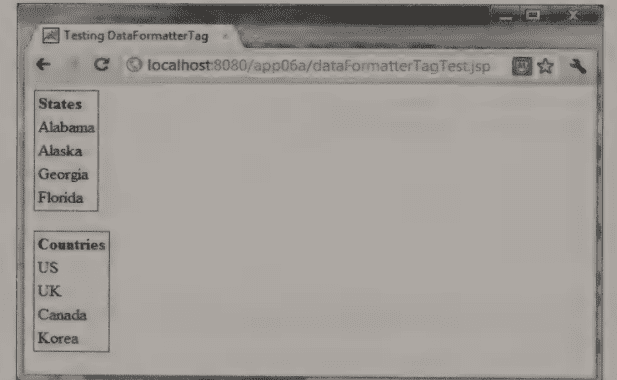 Testing DataFormatterTag
localhost:8080/app06a/dataFormatterTagTest.jsp
States
Alabama
Alaska
Georgia
Florida
Countries
US
UK
Canada
Korea